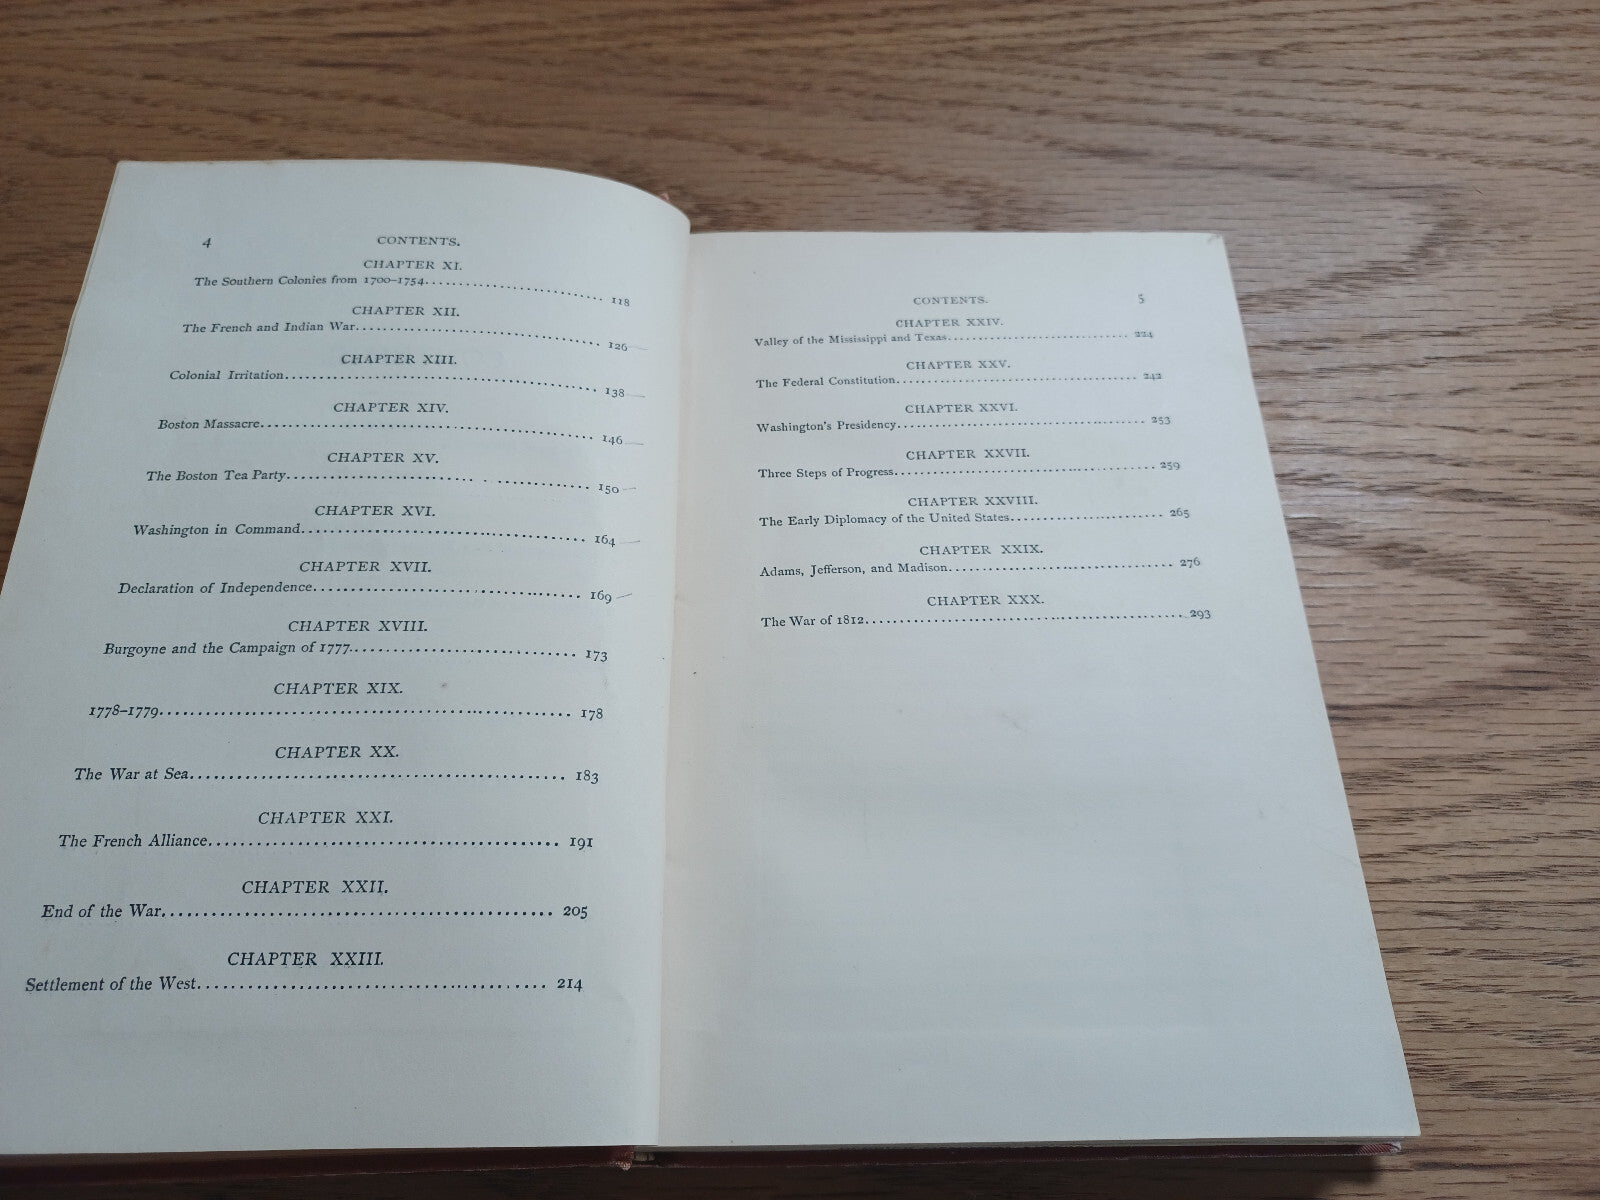 4 CONTENTS.
CHAPTER XI.
The Southern Colonies from 1700–1754........................ 118
CHAPTER XII.
The French and Indian War........................ 126
CHAPTER XIII.
Colonial Irritation........................ 138
CHAPTER XIV.
Boston Massacre........................ 146
CHAPTER XV.
The Boston Tea Party........................ 150
CHAPTER XVI.
Washington in Command........................ 164
CHAPTER XVII.
Declaration of Independence........................ 169
CHAPTER XVIII.
Burgoyne and the Campaign of 1777........................ 173
CHAPTER XIX.
1778–1779........................ 178
CHAPTER XX.
The War at Sea........................ 183
CHAPTER XXI.
The French Alliance........................ 191
CHAPTER XXII.
End of the War........................ 205
CHAPTER XXIII.
Settlement of the West........................ 214
CONTENTS. 5
CHAPTER XXIV.
Valley of the Mississippi and Texas........................ 224
CHAPTER XXV.
The Federal Constitution........................ 242
CHAPTER XXVI.
Washington's Presidency........................ 253
CHAPTER XXVII.
Three Steps of Progress........................ 259
CHAPTER XXVIII.
The Early Diplomacy of the United States........................ 265
CHAPTER XXIX.
Adams, Jefferson, and Madison........................ 276
CHAPTER XXX.
The War of 1812........................ 293